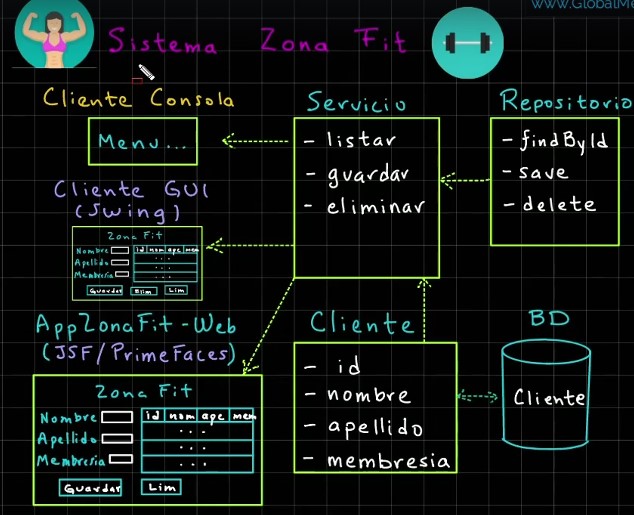 www.GlobalMe
Sistema Zona Fit
Cliente Consola
Menu...
Servicio
- listar
- guardar
- eliminar
Repositorio
- findById
- save
- delete
Cliente GUI
(Swing)
Zona Fit
Nombre
Apellido
Membresia
id nom ape mem
...
...
...
Guardar Elim Lim
AppZonaFit-Web
(JSF/PrimeFaces)
Zona Fit
Nombre
Apellido
Membresia
id nom ape mem
...
...
...
Guardar Lim
Cliente
- id
- nombre
- apellido
- membresia
BD
Cliente